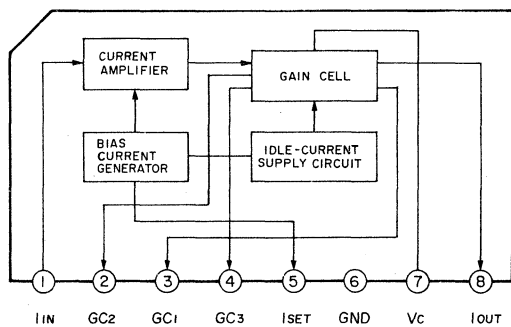 CURRENT
AMPLIFIER
GAIN CELL
BIAS
CURRENT
GENERATOR
IDLE-CURRENT
SUPPLY CIRCUIT
1 2 3 4 5 6 7 8
IIN GC2 GC1 GC3 ISET GND VC IOUT